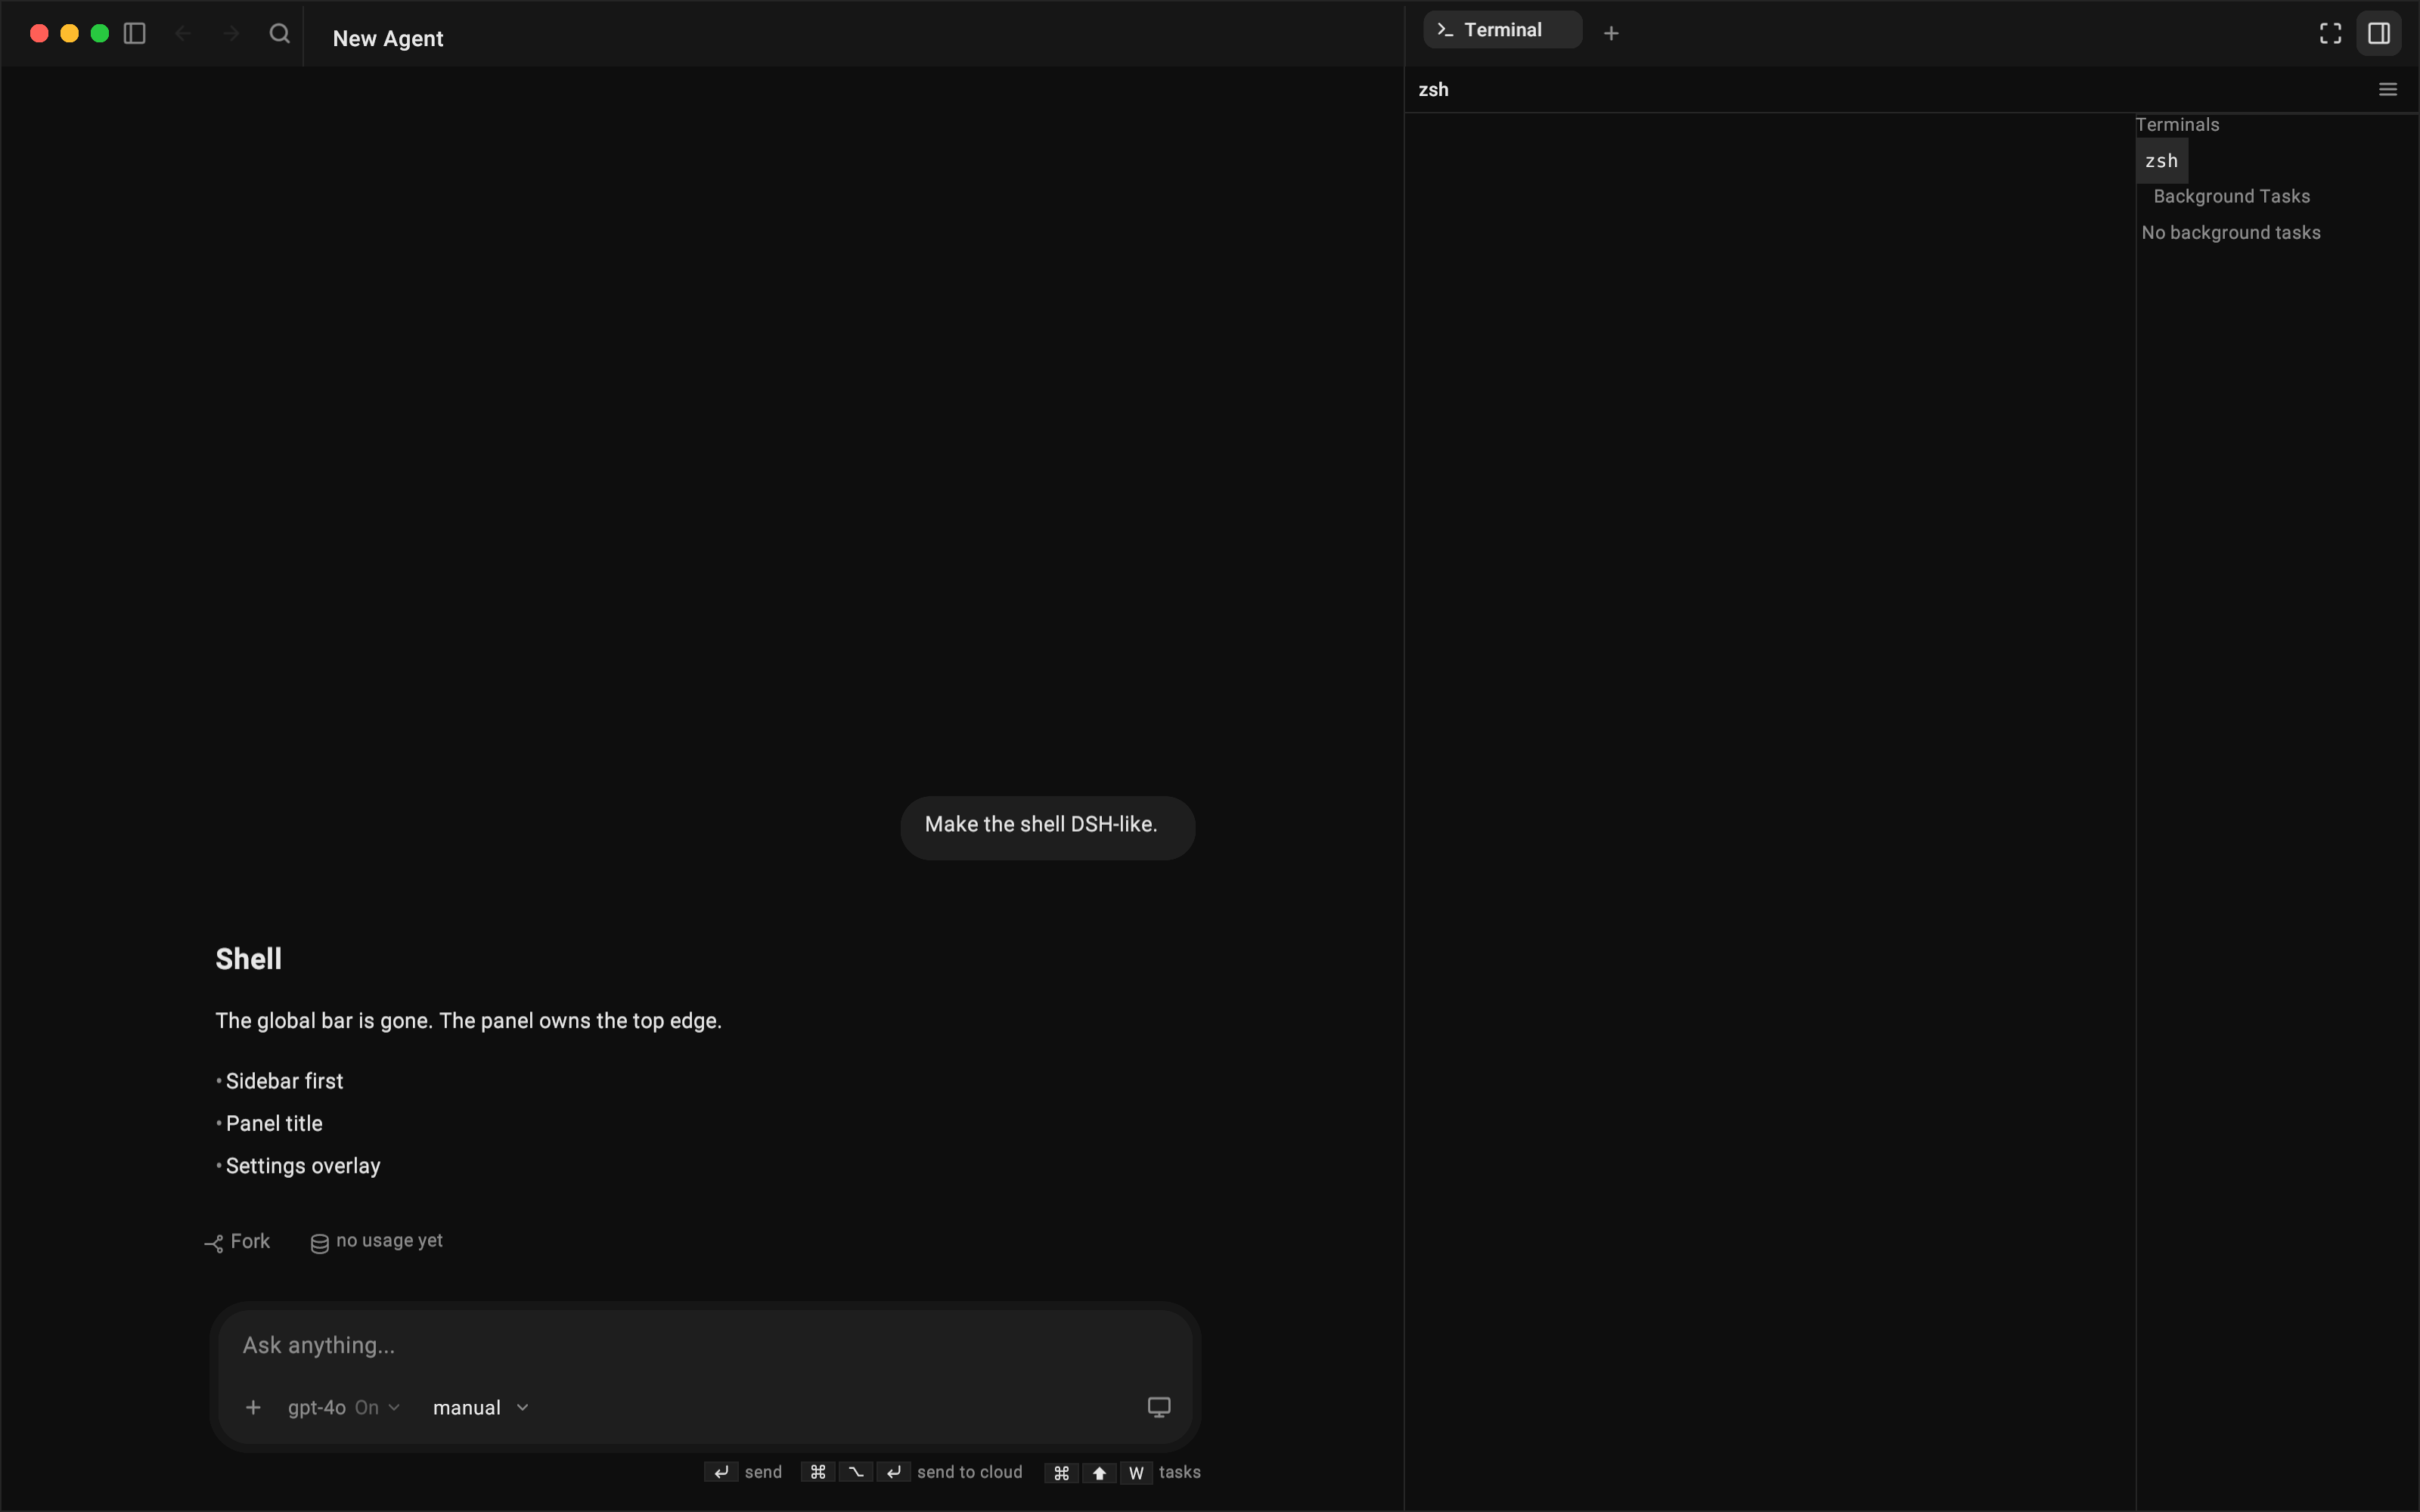 New Agent
Terminal
zsh
Terminals
zsh
Background Tasks
No background tasks
Make the shell DSH-like.
Shell
The global bar is gone. The panel owns the top edge.
• Sidebar first
• Panel title
• Settings overlay
Fork no usage yet
Ask anything...
gpt-4o On manual
send ⌘ ⌥ send to cloud ⌘ W tasks